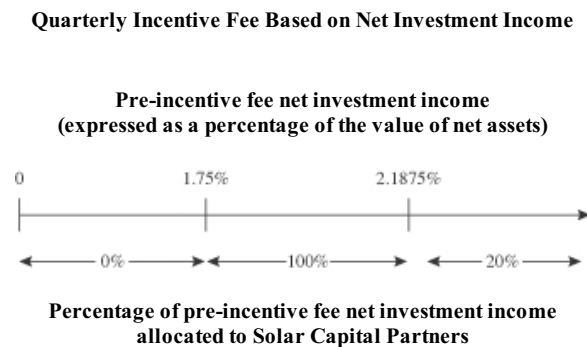 Quarterly Incentive Fee Based on Net Investment Income
Pre-incentive fee net investment income
(expressed as a percentage of the value of net assets)
0 1.75% 2.1875%
0% 100% 20%
Percentage of pre-incentive fee net investment income
allocated to Solar Capital Partners